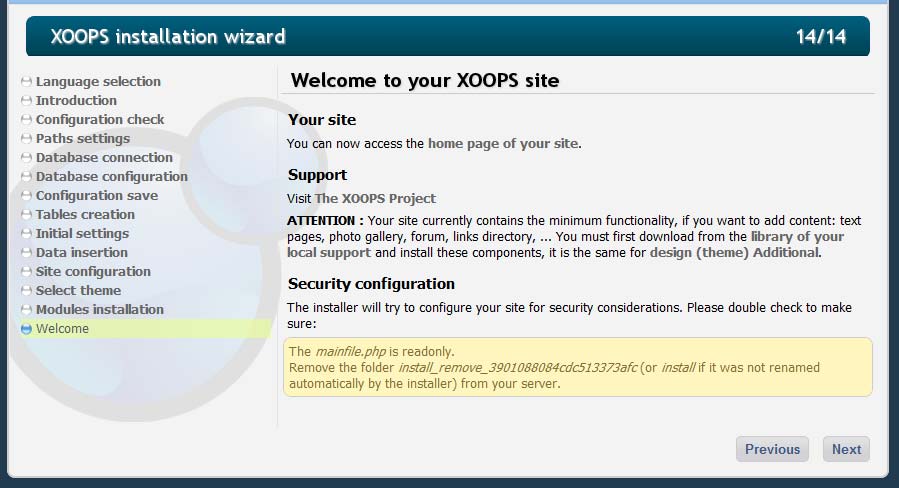 XOOPS installation wizard
14/14
Language selection
Introduction
Configuration check
Paths settings
Database connection
Database configuration
Configuration save
Tables creation
Initial settings
Data insertion
Site configuration
Select theme
Modules installation
Welcome
Welcome to your XOOPS site
Your site
You can now access the home page of your site.
Support
Visit The XOOPS Project
ATTENTION : Your site currently contains the minimum functionality, if you want to add content: text
pages, photo gallery, forum, links directory, ... You must first download from the library of your
local support and install these components, it is the same for design (theme) Additional.
Security configuration
The installer will try to configure your site for security considerations. Please double check to make
sure:
The mainfile.php is readonly.
Remove the folder install_remove_3901088084cdc513373afc (or install if it was not renamed
automatically by the installer) from your server.
Previous
Next